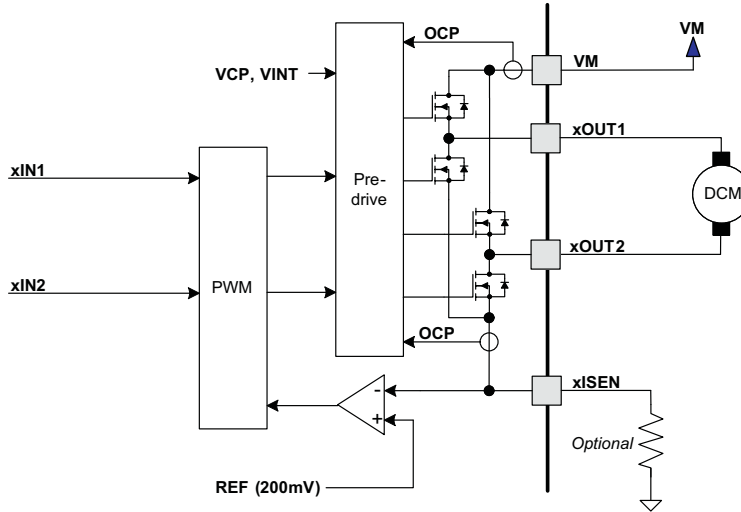 OCP
VM
VM
VCP, VINT
xOUT1
xIN1
Pre-
drive
DCM
xIN2
PWM
xOUT2
OCP
xISEN
-
+
Optional
REF (200mV)